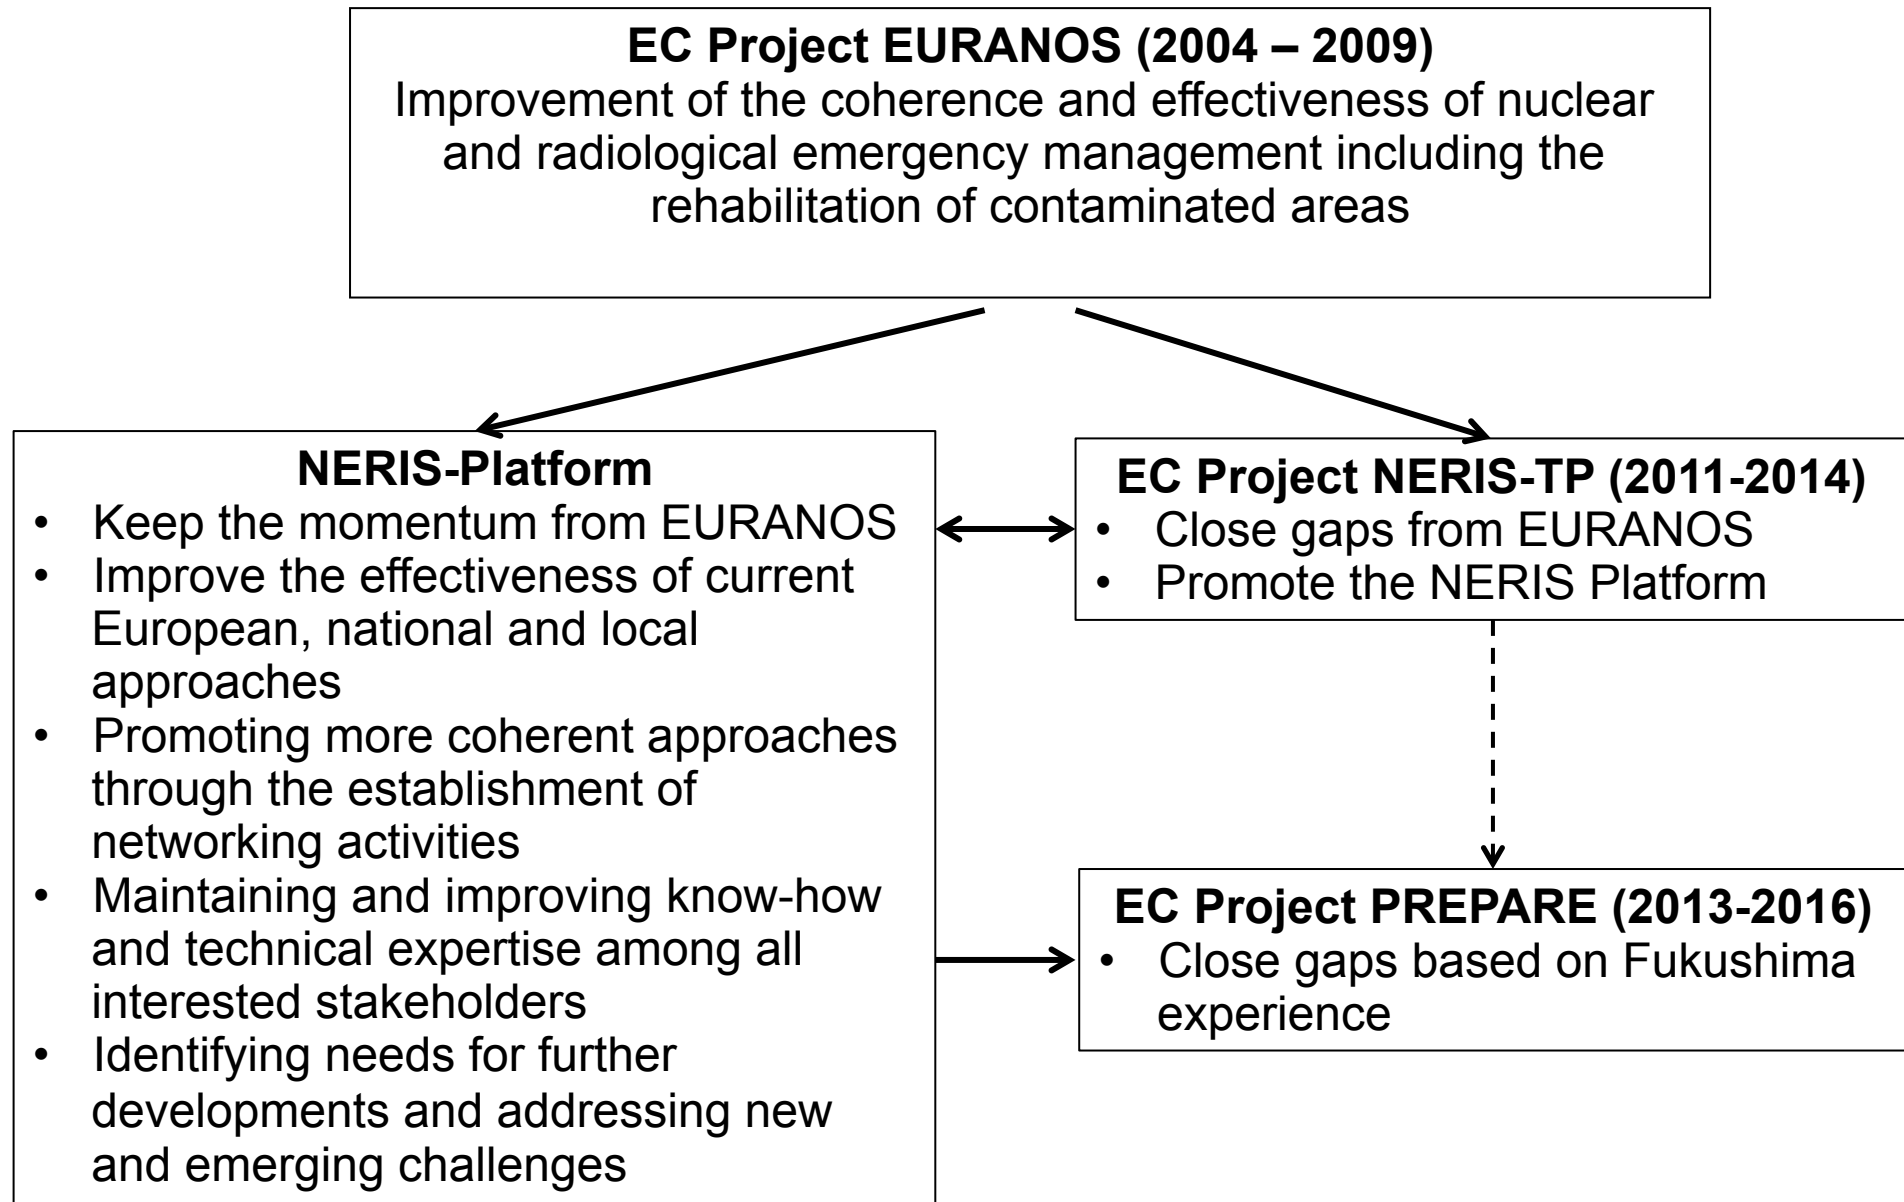 EC Project EURANOS (2004 – 2009)
Improvement of the coherence and effectiveness of nuclear
and radiological emergency management including the
rehabilitation of contaminated areas
NERIS-Platform
• Keep the momentum from EURANOS
• Improve the effectiveness of current
European, national and local
approaches
• Promoting more coherent approaches
through the establishment of
networking activities
• Maintaining and improving know-how
and technical expertise among all
interested stakeholders
• Identifying needs for further
developments and addressing new
and emerging challenges
EC Project NERIS-TP (2011-2014)
• Close gaps from EURANOS
• Promote the NERIS Platform
EC Project PREPARE (2013-2016)
• Close gaps based on Fukushima
experience